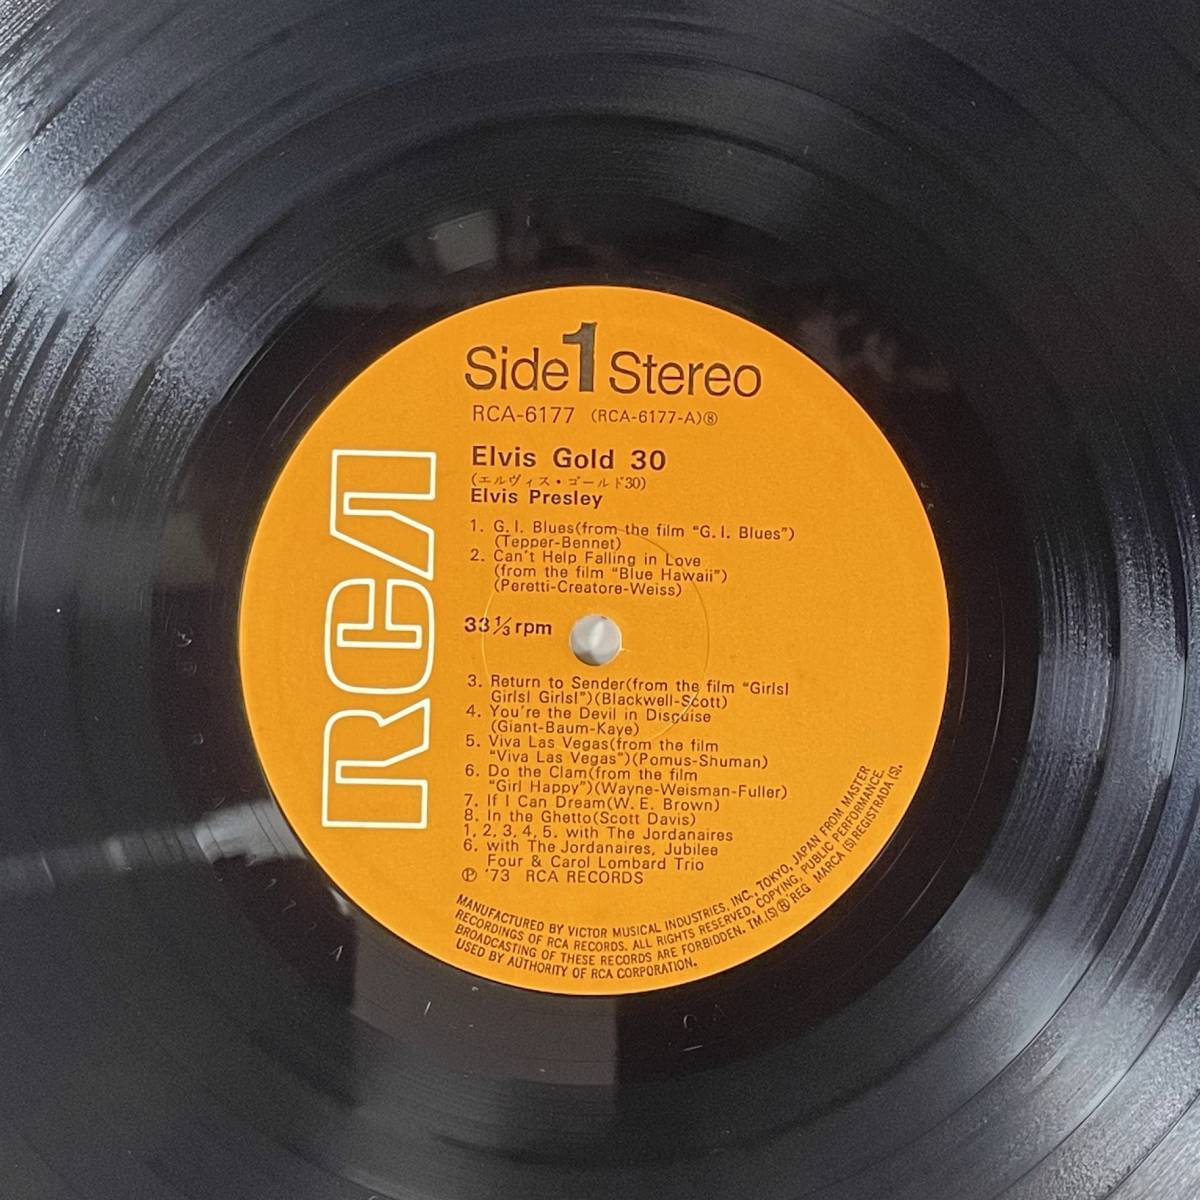 RCA
Side 1 Stereo
RCA-6177 (RCA-6177-A)⑧
Elvis Gold 30
(エルヴィス・ゴールド30)
Elvis Presley
1. G. I. Blues(from the film "G. I. Blues")
(Tepper-Bennet)
2. Can't Help Falling in Love
(from the film "Blue Hawaii")
(Peretti-Creatore-Weiss)
33 1/3 rpm
3. Return to Sender(from the film "Girls!
Girls! Girls!")(Blackwell-Scott)
4. You're the Devil in Disguise
(Giant-Baum-Kaye)
5. Viva Las Vegas(from the film
"Viva Las Vegas")(Pomus-Shuman)
6. Do the Clam(from the film
"Girl Happy")(Wayne-Weisman-Fuller)
7. If I Can Dream(W. E. Brown)
8. In the Ghetto(Scott Davis)
1, 2, 3, 4, 5. with The Jordanaires
6. with The Jordanaires, Jubilee
Four & Carol Lombard Trio
℗ '73 RCA RECORDS
MANUFACTURED BY VICTOR MUSICAL INDUSTRIES, INC., TOKYO, JAPAN FROM MASTER
RECORDINGS OF RCA RECORDS. ALL RIGHTS RESERVED. COPYING, PUBLIC PERFORMANCE,
BROADCASTING OF THESE RECORDS ARE FORBIDDEN. TM.(S)® REG MARCA (S) REGISTRADA (S).
USED BY AUTHORITY OF RCA CORPORATION.